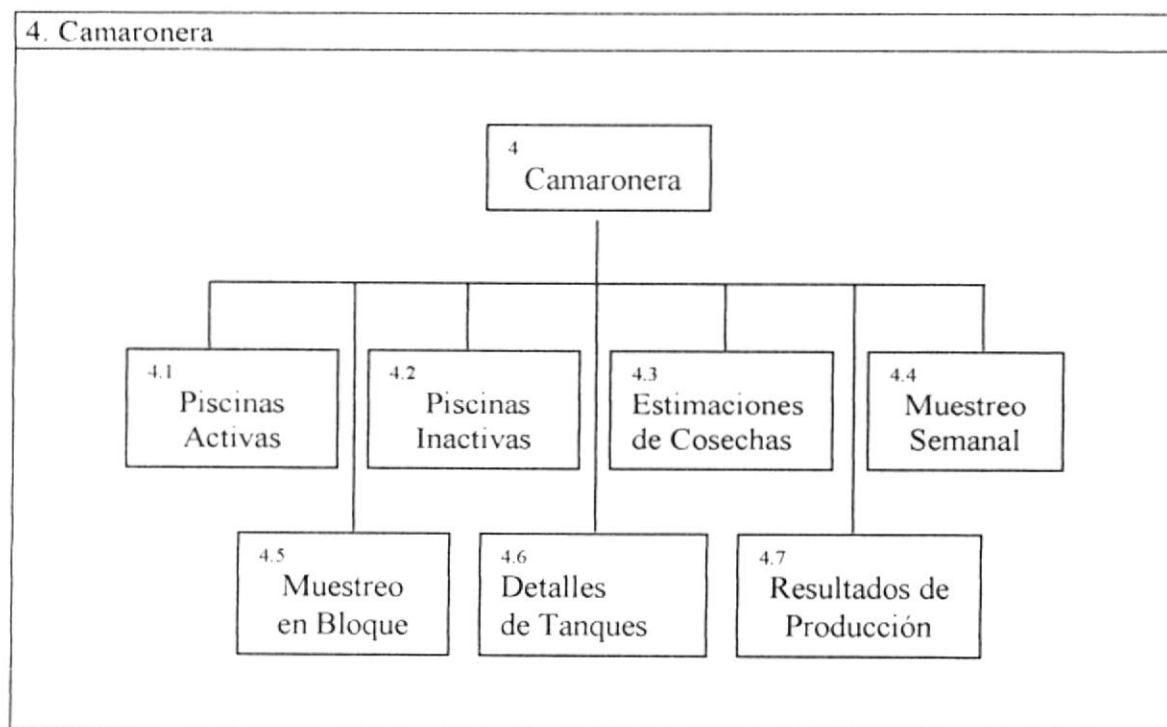 4. Camaronera
4
Camaronera
4.1
Piscinas
Activas
4.2
Piscinas
Inactivas
4.3
Estimaciones
de Cosechas
4.4
Muestreo
Semanal
4.5
Muestreo
en Bloque
4.6
Detalles
de Tanques
4.7
Resultados de
Producción